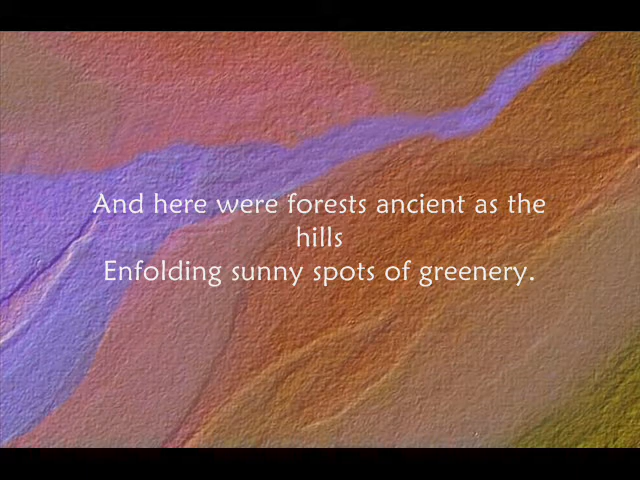 And here were forests ancient as the
hills
Enfolding sunny spots of greenery.